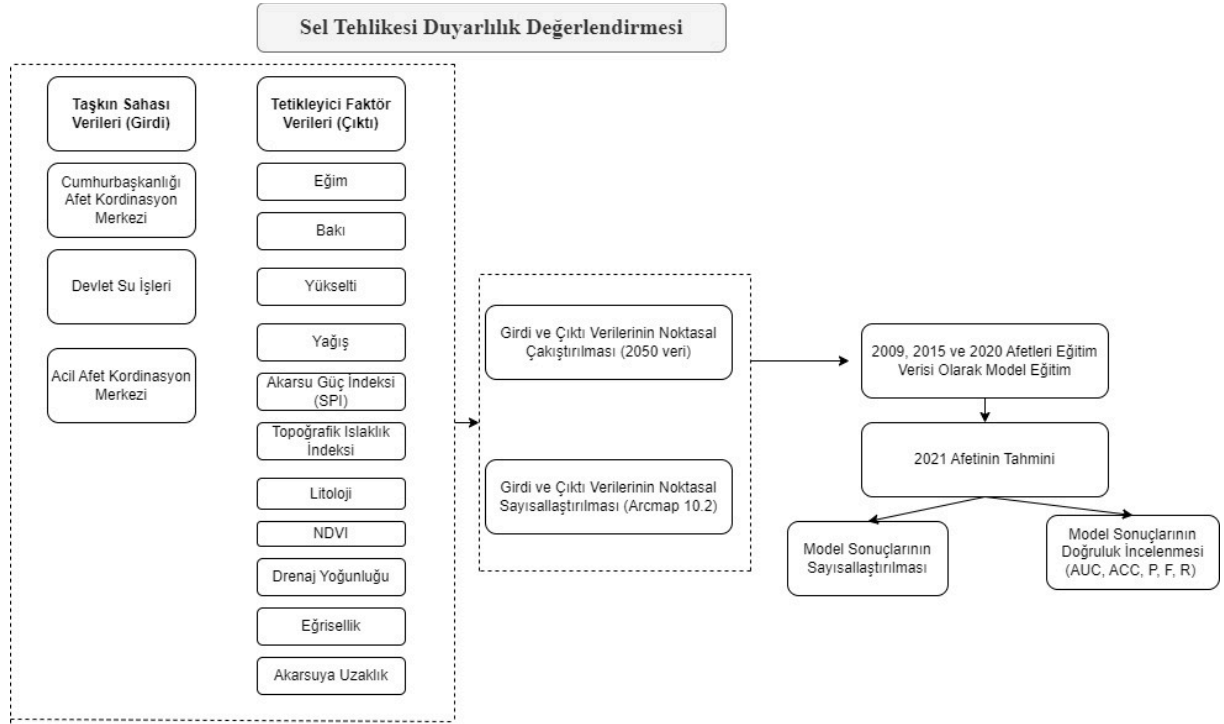 Sel Tehlikesi Duyarlılık Değerlendirmesi
Taşkın Sahası
Verileri (Girdi)
Cumhurbaşkanlığı
Afet Kordinasyon
Merkezi
Devlet Su İşleri
Acil Afet Kordinasyon
Merkezi
Tetikleyici Faktör
Verileri (Çıktı)
Eğim
Bakı
Yükselti
Yağış
Akarsu Güç İndeksi
(SPI)
Topoğrafik Islaklık
İndeksi
Litoloji
NDVI
Drenaj Yoğunluğu
Eğrisellik
Akarsuya Uzaklık
Girdi ve Çıktı Verilerinin Noktasal
Çakıştırılması (2050 veri)
Girdi ve Çıktı Verilerinin Noktasal
Sayısallaştırılması (Arcmap 10.2)
2009, 2015 ve 2020 Afetleri Eğitim
Verisi Olarak Model Eğitim
2021 Afetinin Tahmini
Model Sonuçlarının
Sayısallaştırılması
Model Sonuçlarının
Doğruluk İncelenmesi
(AUC, ACC, P, F, R)